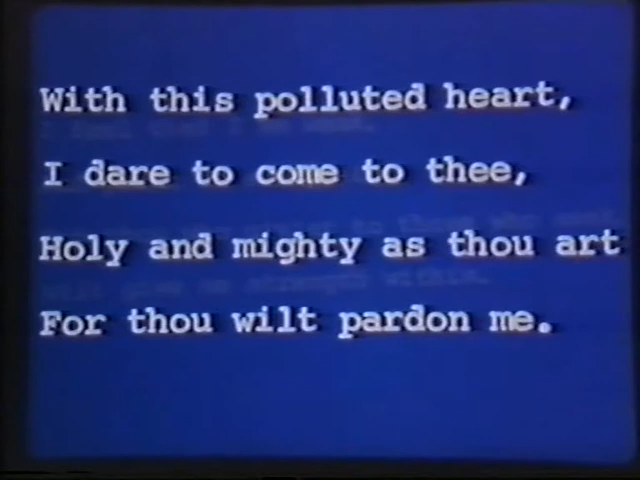 With this polluted heart,
I dare to come to thee,
Holy and mighty as thou art
For thou wilt pardon me.